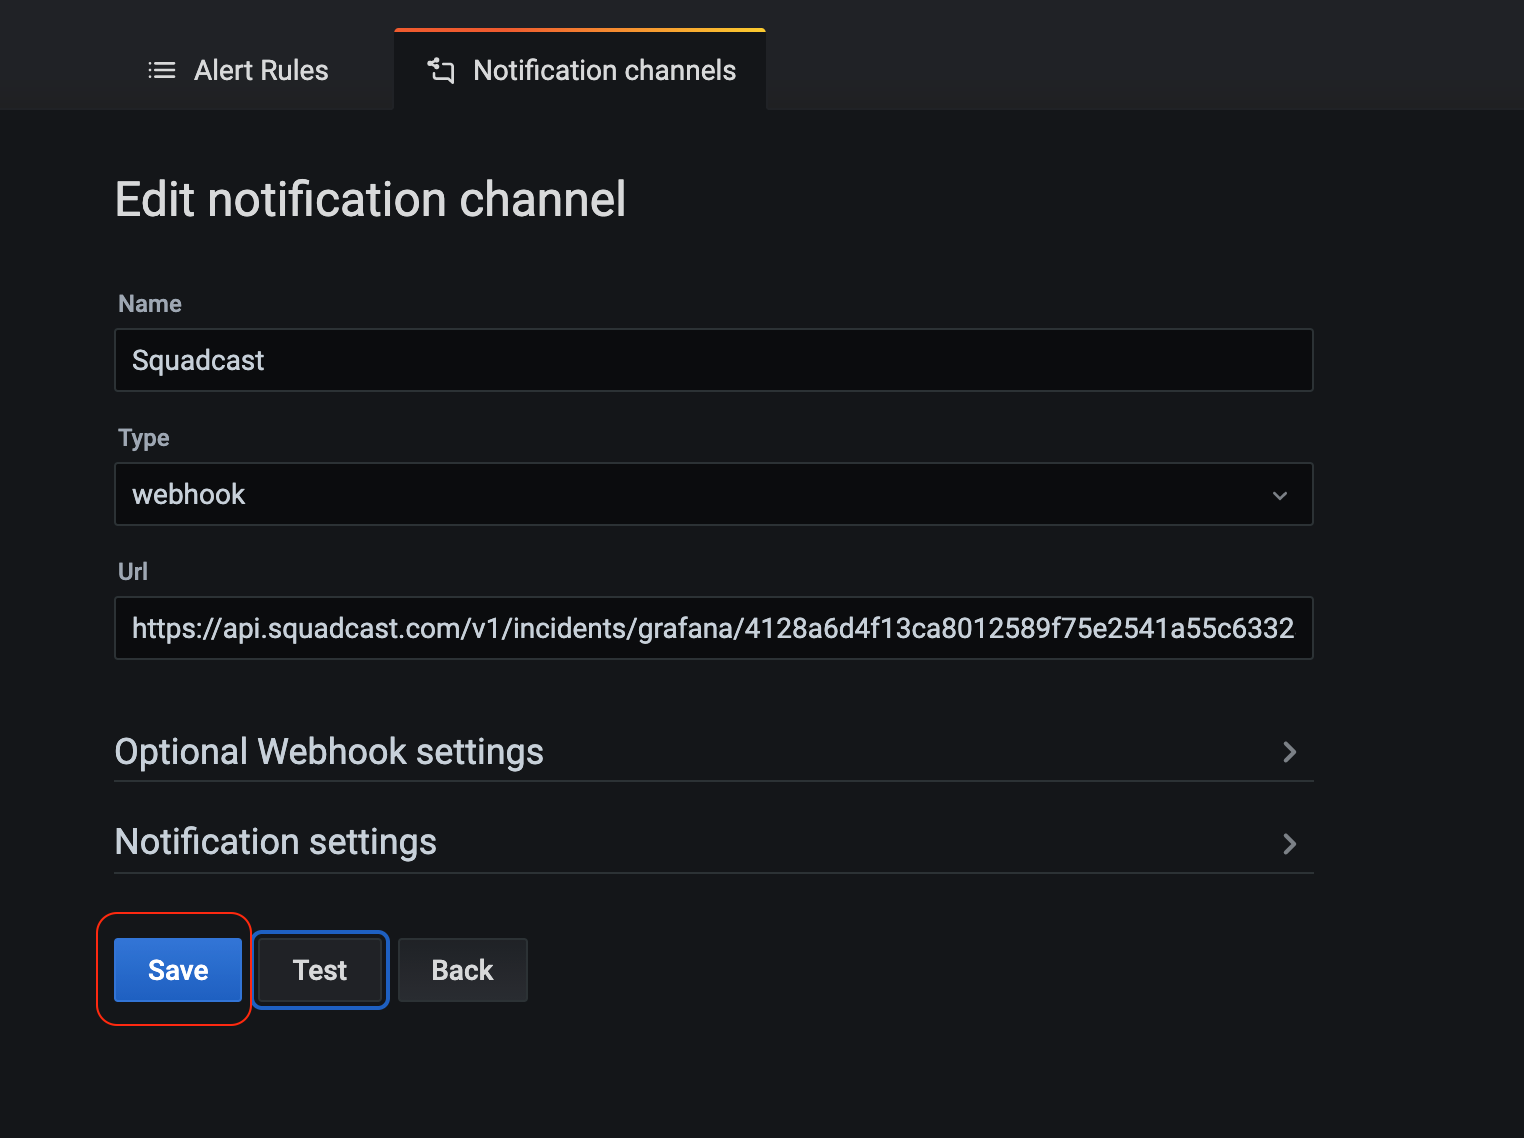 Alert Rules
Notification channels
Edit notification channel
Name
Squadcast
Type
webhook
Url
https://api.squadcast.com/v1/incidents/grafana/4128a6d4f13ca8012589f75e2541a55c6332
Optional Webhook settings
Notification settings
Save
Test
Back